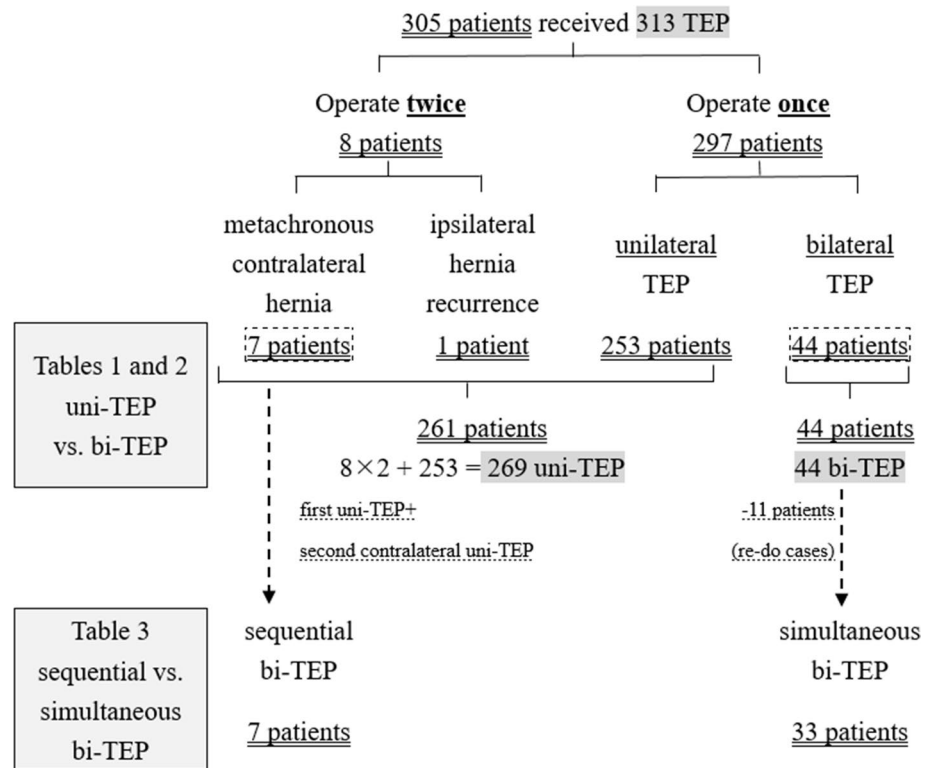 305 patients received 313 TEP
Operate twice
8 patients
Operate once
297 patients
metachronous
contralateral
hernia
7 patients
ipsilateral
hernia
recurrence
1 patient
unilateral
TEP
253 patients
bilateral
TEP
44 patients
Tables 1 and 2
uni-TEP
vs. bi-TEP
261 patients
8×2 + 253 = 269 uni-TEP
44 patients
44 bi-TEP
first uni-TEP+
second contralateral uni-TEP
-11 patients
(re-do cases)
Table 3
sequential vs.
simultaneous
bi-TEP
sequential
bi-TEP
7 patients
simultaneous
bi-TEP
33 patients